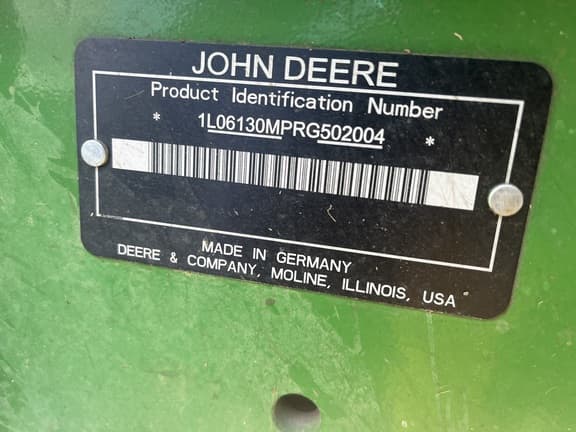 JOHN DEERE
Product Identification Number
* 1L06130MPRG502004 *
MADE IN GERMANY
DEERE & COMPANY, MOLINE, ILLINOIS, USA